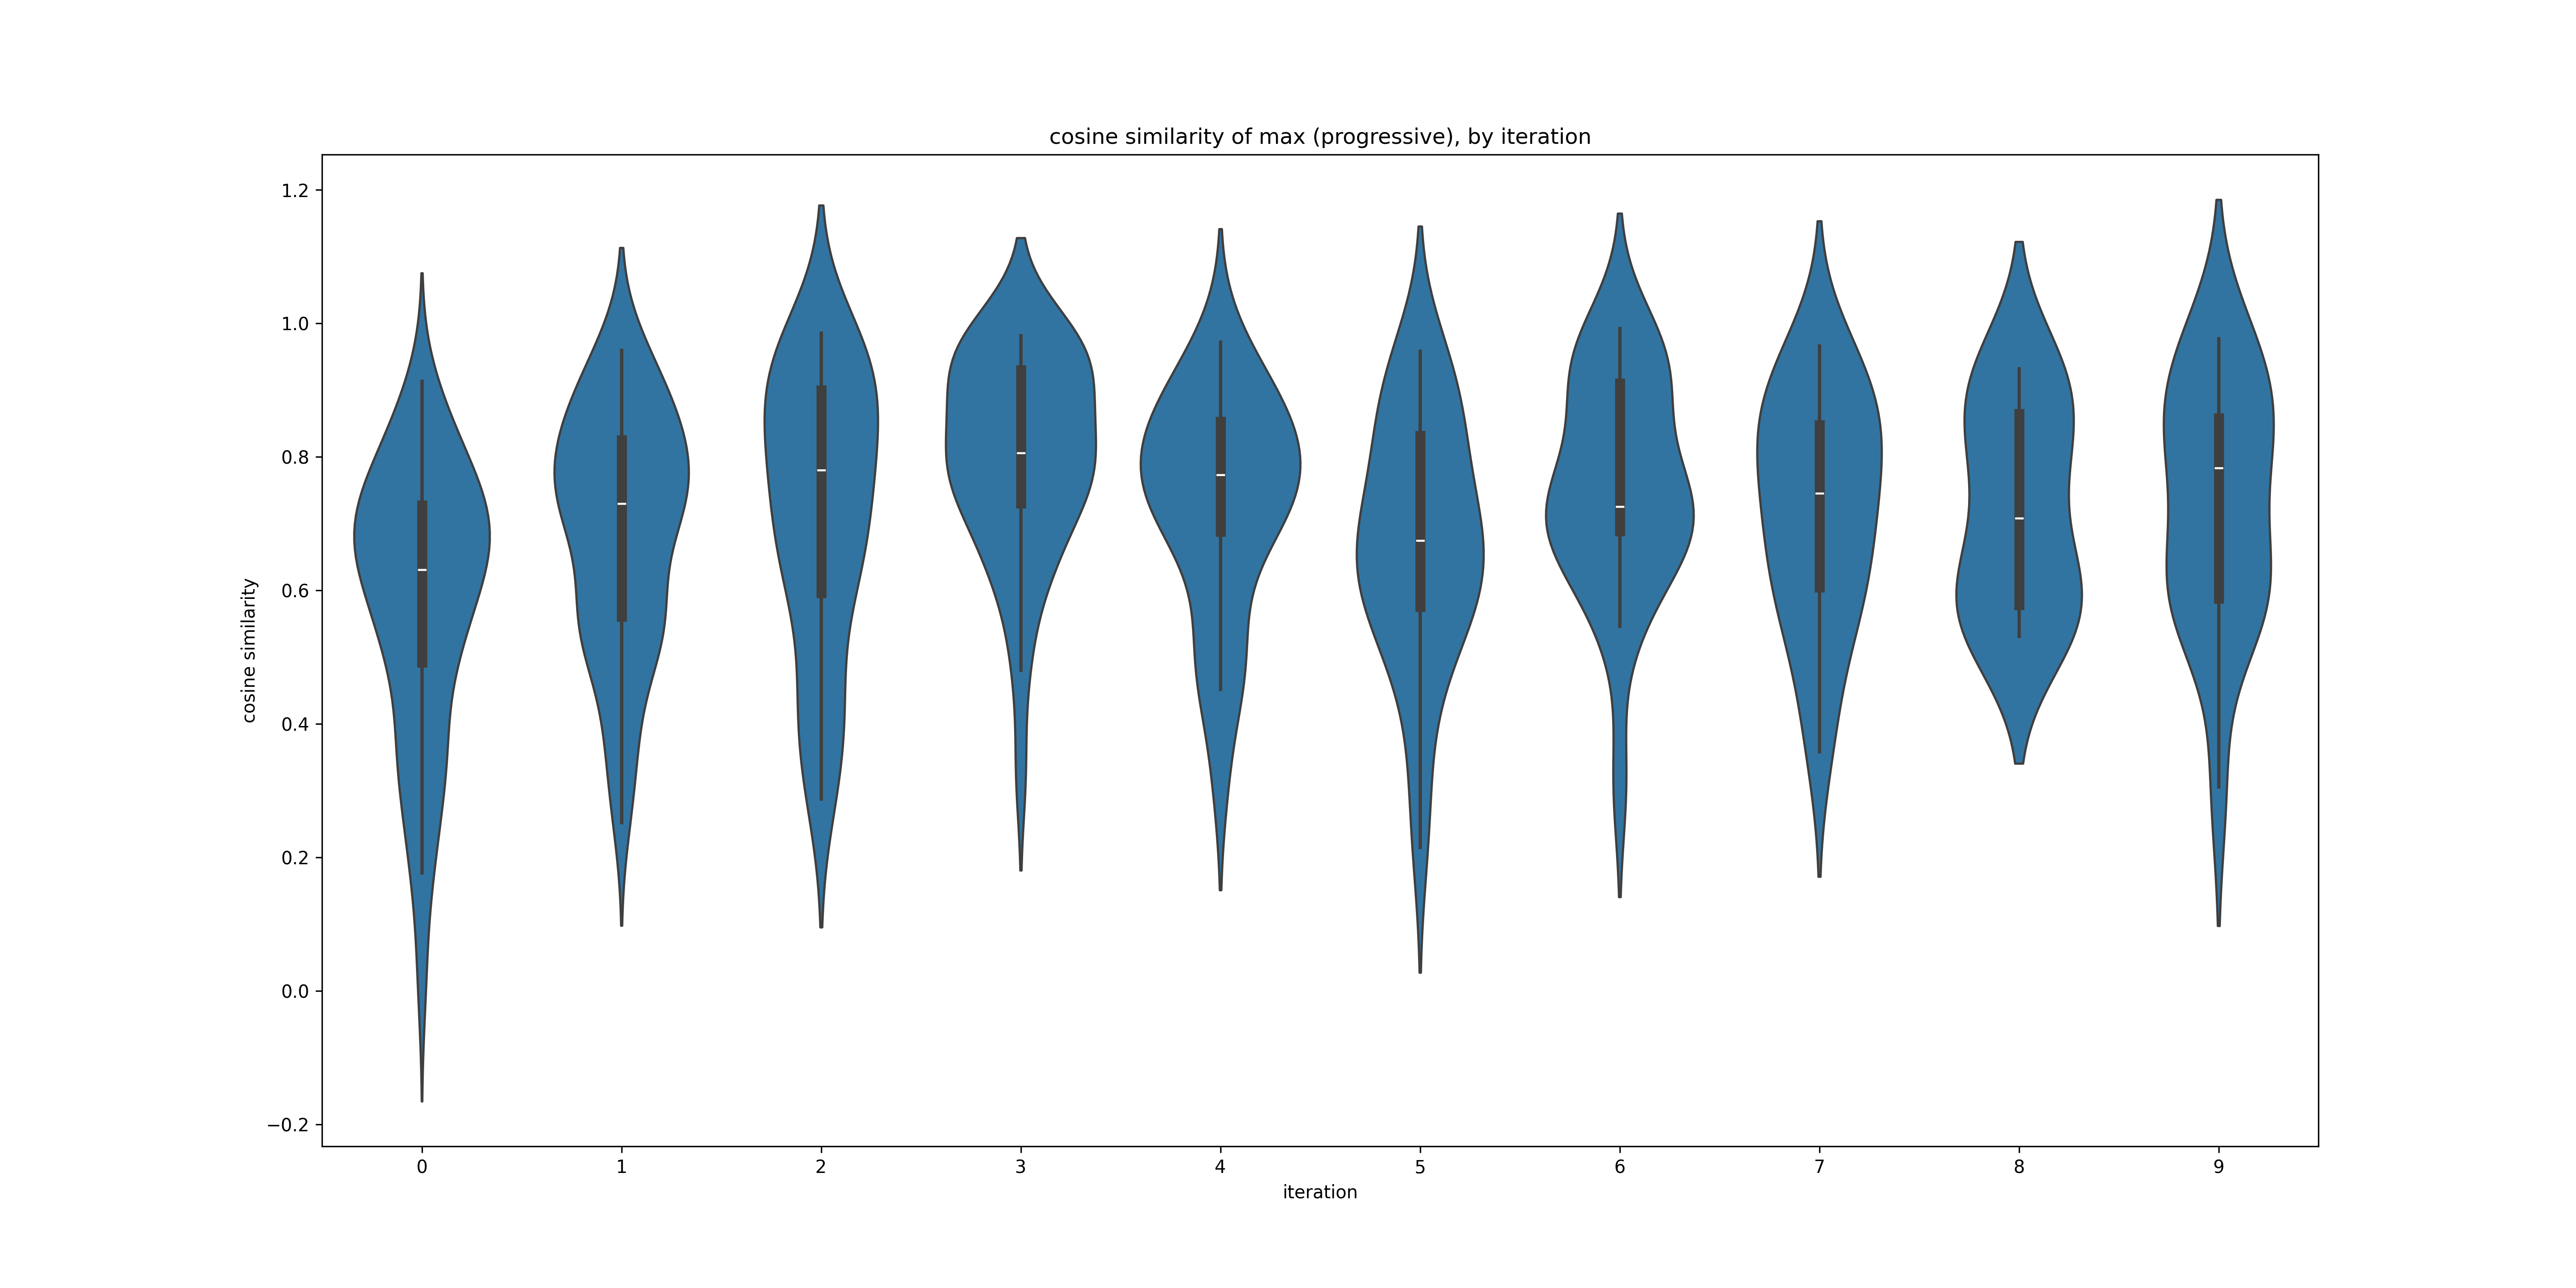 cosine similarity of max (progressive), by iteration
1.2
1.0
0.8
0.6
0.4
0.2
0.0
−0.2
cosine similarity
0 1 2 3 4 5 6 7 8 9
iteration